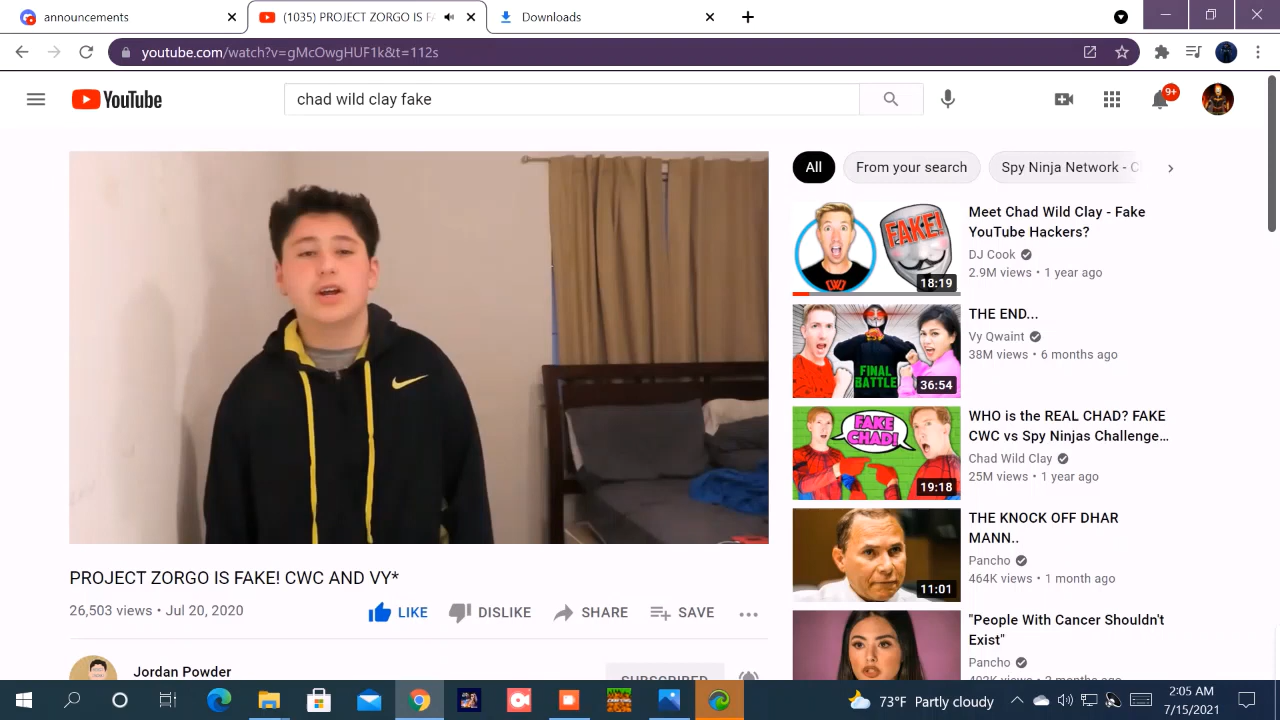 announcements
(1035) PROJECT ZORGO IS FA
Downloads
youtube.com/watch?v=gMcOwgHUF1k&t=112s
YouTube
chad wild clay fake
9+
All
From your search
Spy Ninja Network - C
FAKE!
CWC
18:19
Meet Chad Wild Clay - Fake
YouTube Hackers?
DJ Cook
2.9M views • 1 year ago
FINAL
BATTLE
36:54
THE END...
Vy Qwaint
38M views • 6 months ago
FAKE
CHAD!
19:18
WHO is the REAL CHAD? FAKE
CWC vs Spy Ninjas Challenge...
Chad Wild Clay
25M views • 1 year ago
11:01
THE KNOCK OFF DHAR
MANN..
Pancho
464K views • 1 month ago
"People With Cancer Shouldn't
Exist"
Pancho
PROJECT ZORGO IS FAKE! CWC AND VY*
26,503 views • Jul 20, 2020
LIKE
DISLIKE
SHARE
SAVE
Jordan Powder
SUBSCRIBED
73°F Partly cloudy
2:05 AM
7/15/2021